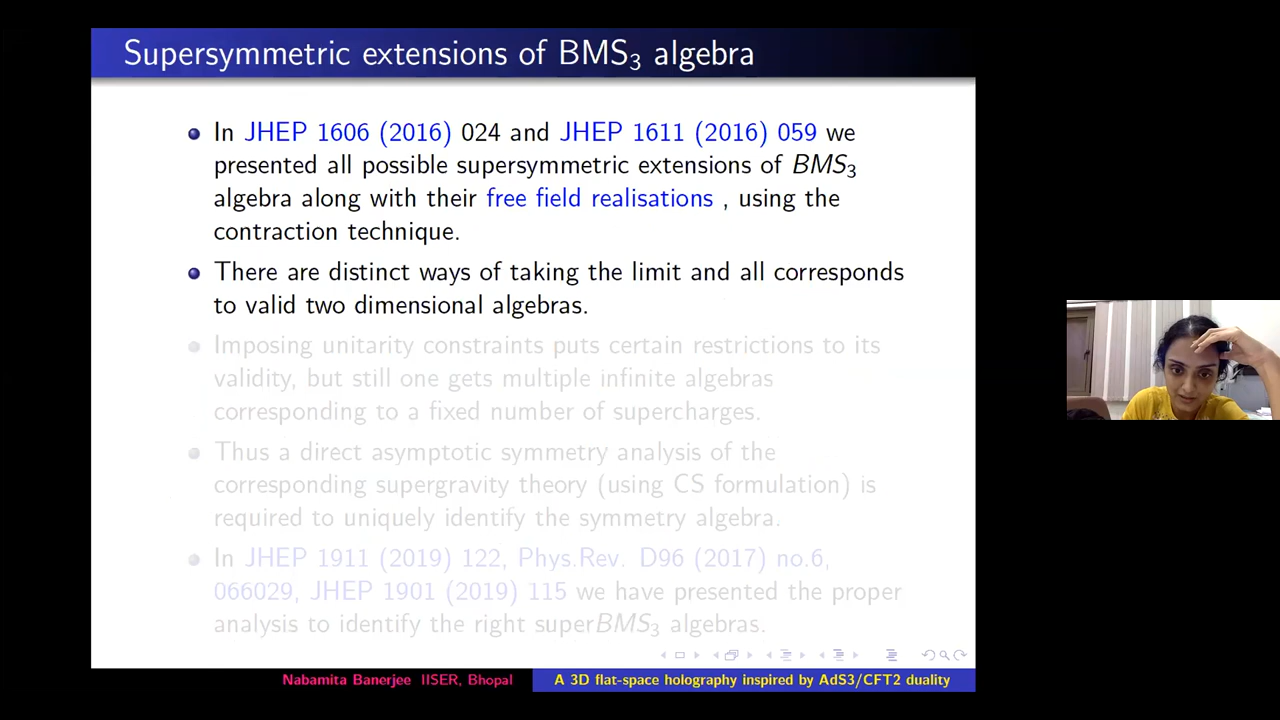 Supersymmetric extensions of BMS₃ algebra
In JHEP 1606 (2016) 024 and JHEP 1611 (2016) 059 we
presented all possible supersymmetric extensions of BMS₃
algebra along with their free field realisations , using the
contraction technique.
There are distinct ways of taking the limit and all corresponds
to valid two dimensional algebras.
Imposing unitarity constraints puts certain restrictions to its
validity, but still one gets multiple infinite algebras
corresponding to a fixed number of supercharges.
Thus a direct asymptotic symmetry analysis of the
corresponding supergravity theory (using CS formulation) is
required to uniquely identify the symmetry algebra.
In JHEP 1911 (2019) 122, Phys.Rev. D96 (2017) no.6,
066029, JHEP 1901 (2019) 115 we have presented the proper
analysis to identify the right superBMS₃ algebras.
Nabamita Banerjee IISER, Bhopal
A 3D flat-space holography inspired by AdS3/CFT2 duality